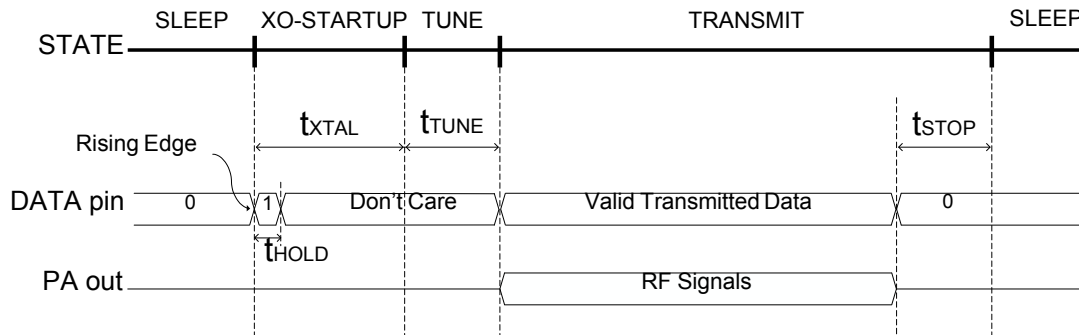 SLEEP XO-STARTUP TUNE TRANSMIT SLEEP
STATE
tXTAL tTUNE tSTOP
Rising Edge
DATA pin 0 1 Don't Care Valid Transmitted Data 0
tHOLD
PA out RF Signals